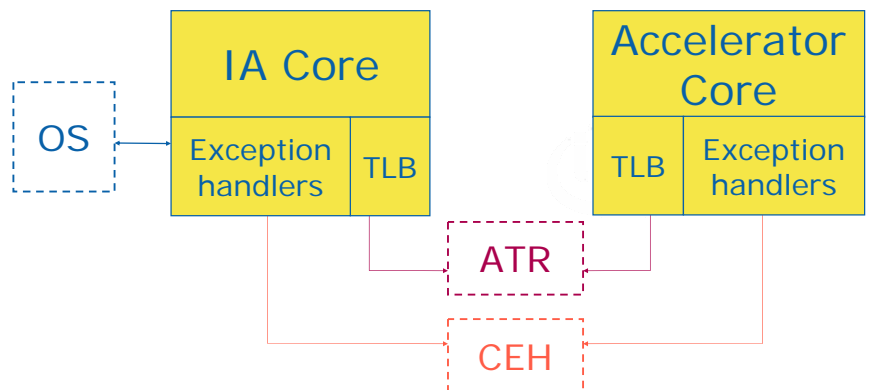 IA Core
Accelerator
Core
OS
Exception
handlers
TLB
TLB
Exception
handlers
ATR
CEH